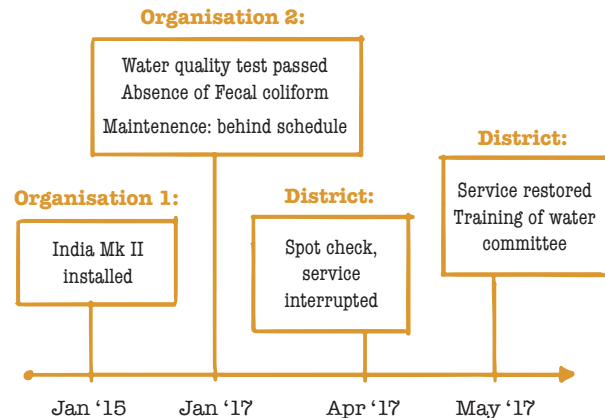 Organisation 2:
Water quality test passed
Absence of Fecal coliform
Maintenence: behind schedule
Organisation 1:
India Mk II
installed
District:
Spot check,
service
interrupted
District:
Service restored
Training of water
committee
Jan ‘15
Jan ‘17
Apr ‘17
May ‘17